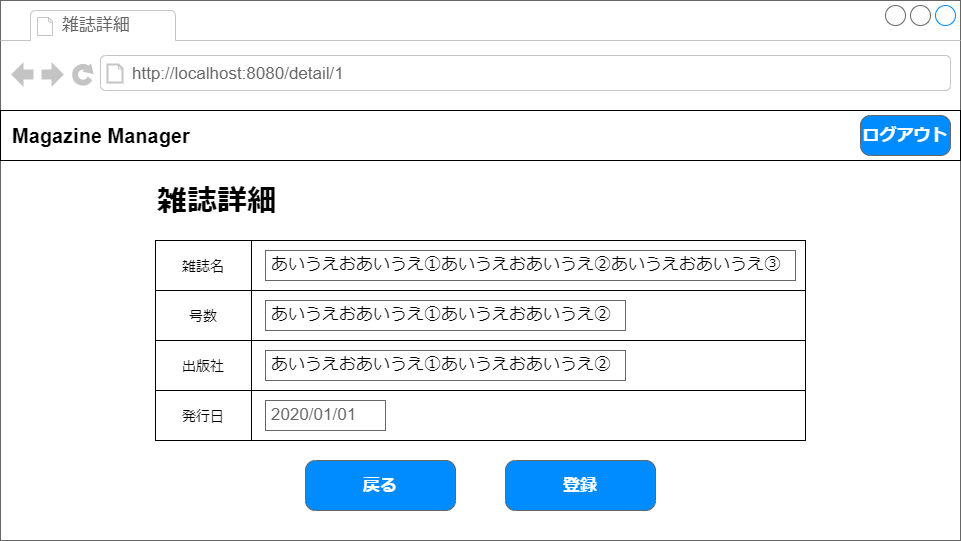 雑誌詳細
http://localhost:8080/detail/1
Magazine Manager
ログアウト
雑誌詳細
雑誌名
あいうえおあいうえ①あいうえおあいうえ②あいうえおあいうえ③
号数
あいうえおあいうえ①あいうえおあいうえ②
出版社
あいうえおあいうえ①あいうえおあいうえ②
発行日
2020/01/01
戻る
登録